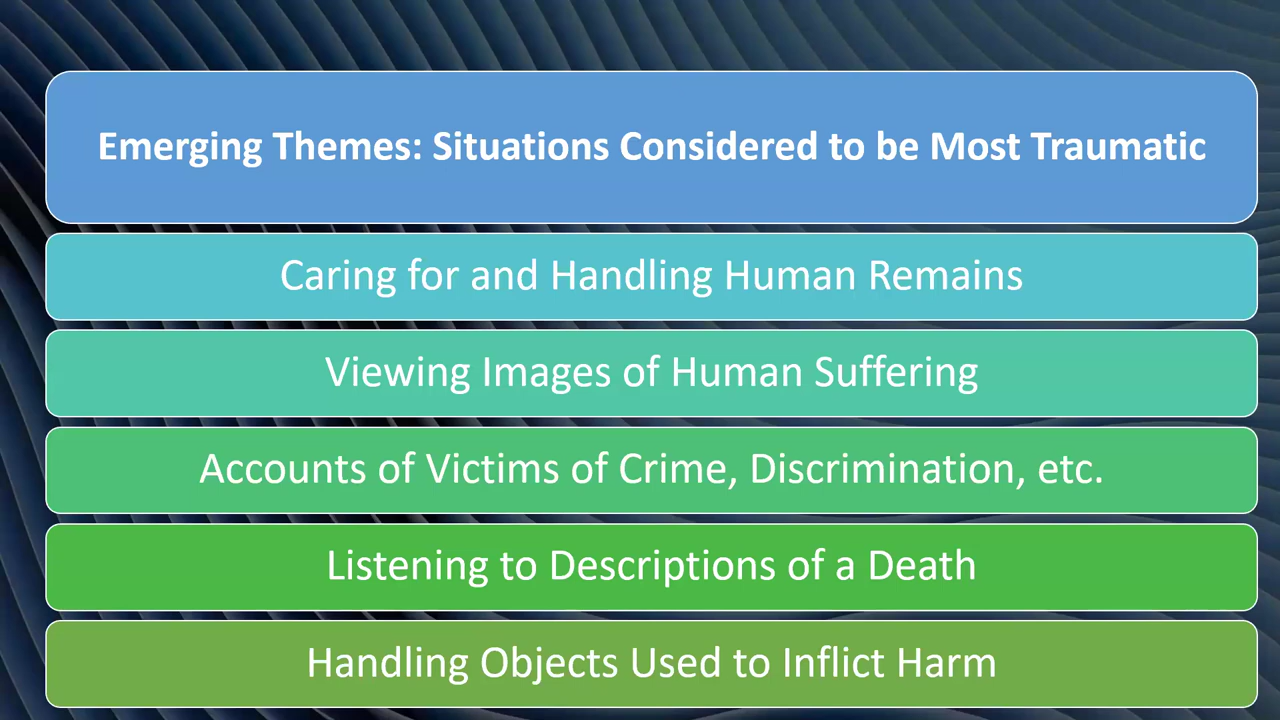 Emerging Themes: Situations Considered to be Most Traumatic
Caring for and Handling Human Remains
Viewing Images of Human Suffering
Accounts of Victims of Crime, Discrimination, etc.
Listening to Descriptions of a Death
Handling Objects Used to Inflict Harm